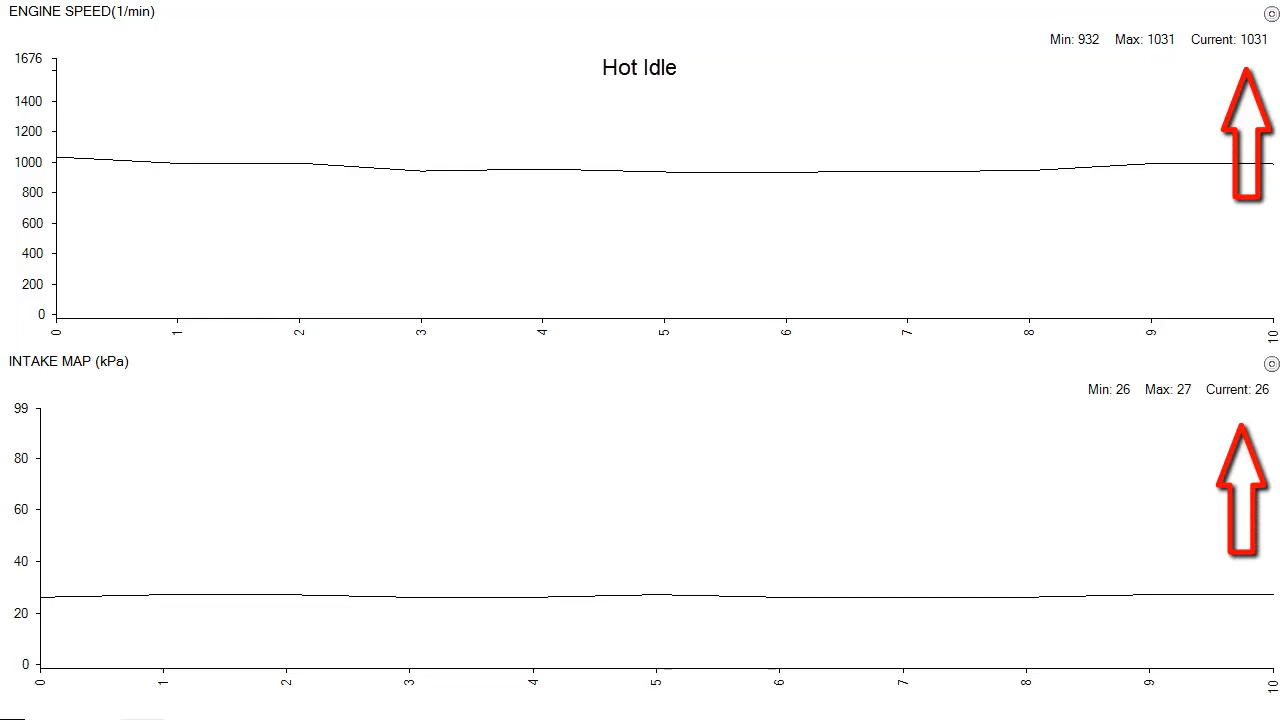 ENGINE SPEED(1/min)
Min: 932 Max: 1031 Current: 1031
Hot Idle
1676
1400
1200
1000
800
600
400
200
0
0 1 2 3 4 5 6 7 8 9 10
INTAKE MAP (kPa)
Min: 26 Max: 27 Current: 26
99
80
60
40
20
0
0 1 2 3 4 5 6 7 8 9 10